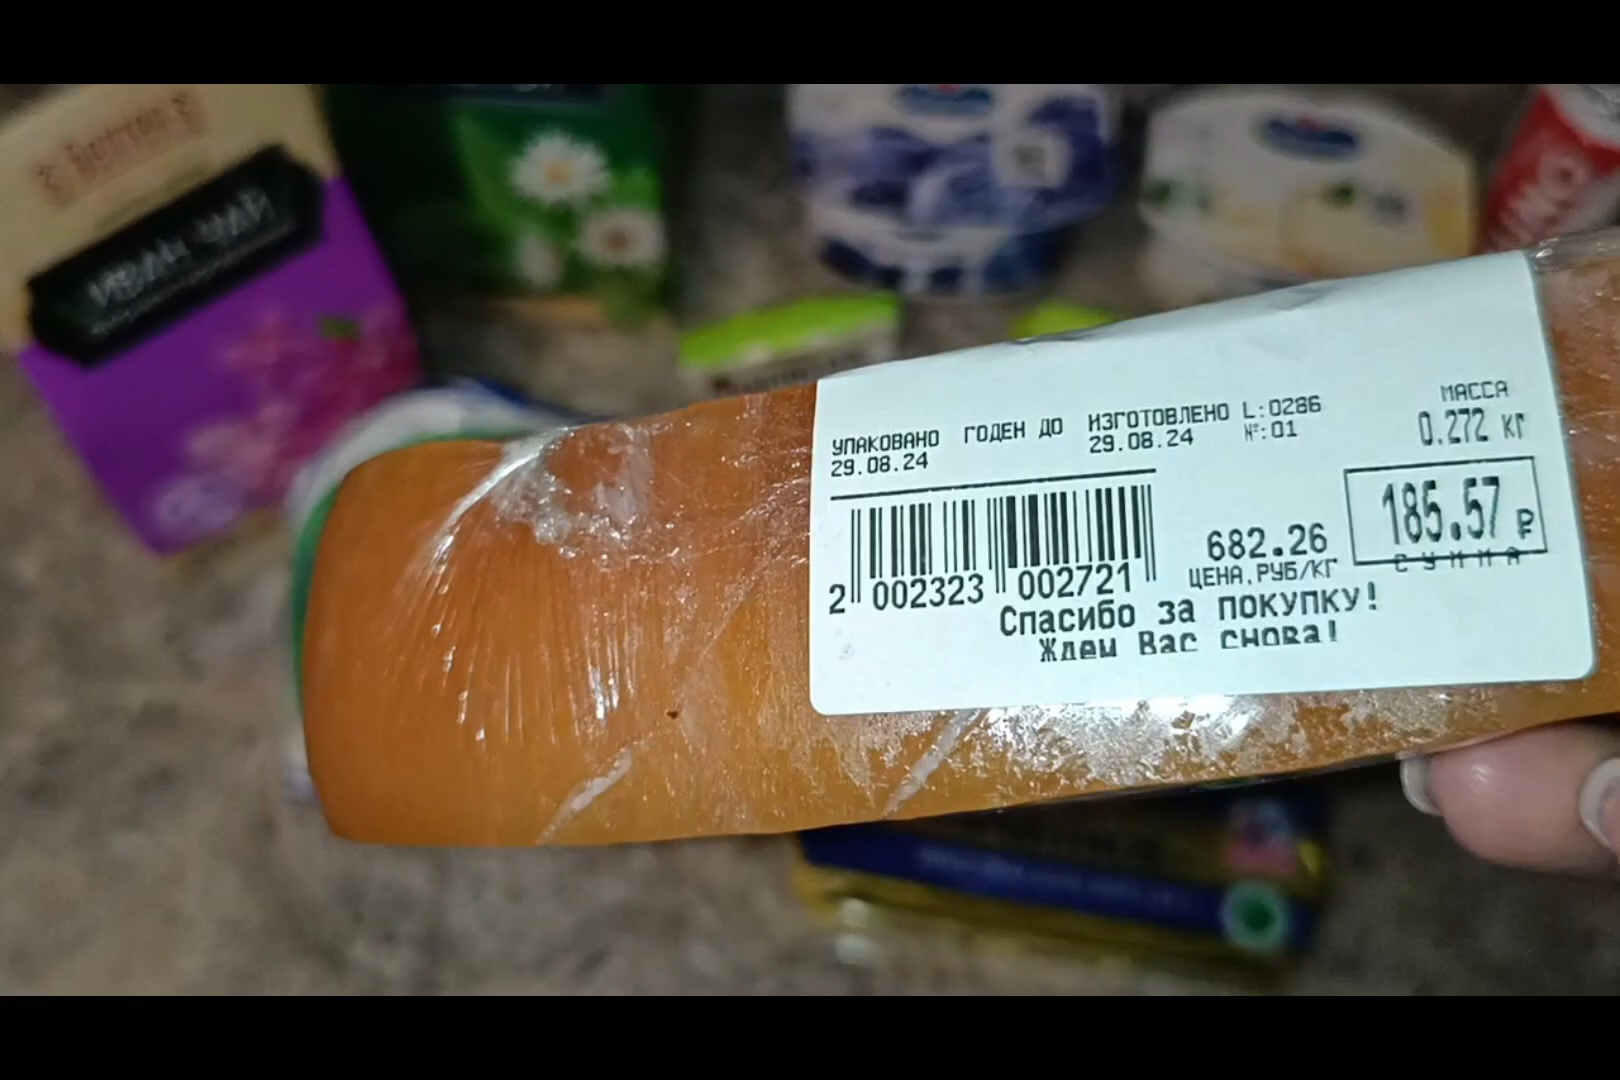 ИВАН ЧАЙ
УПАКОВАНО ГОДЕН ДО ИЗГОТОВЛЕНО L:0286
29.08.24 29.08.24 №:01
МАССА
0.272 кг
185.57 ₽
СУММА
682.26
ЦЕНА,РУБ/КГ
2 002323 002721
Спасибо за ПОКУПКУ!
Ждем Вас снова!